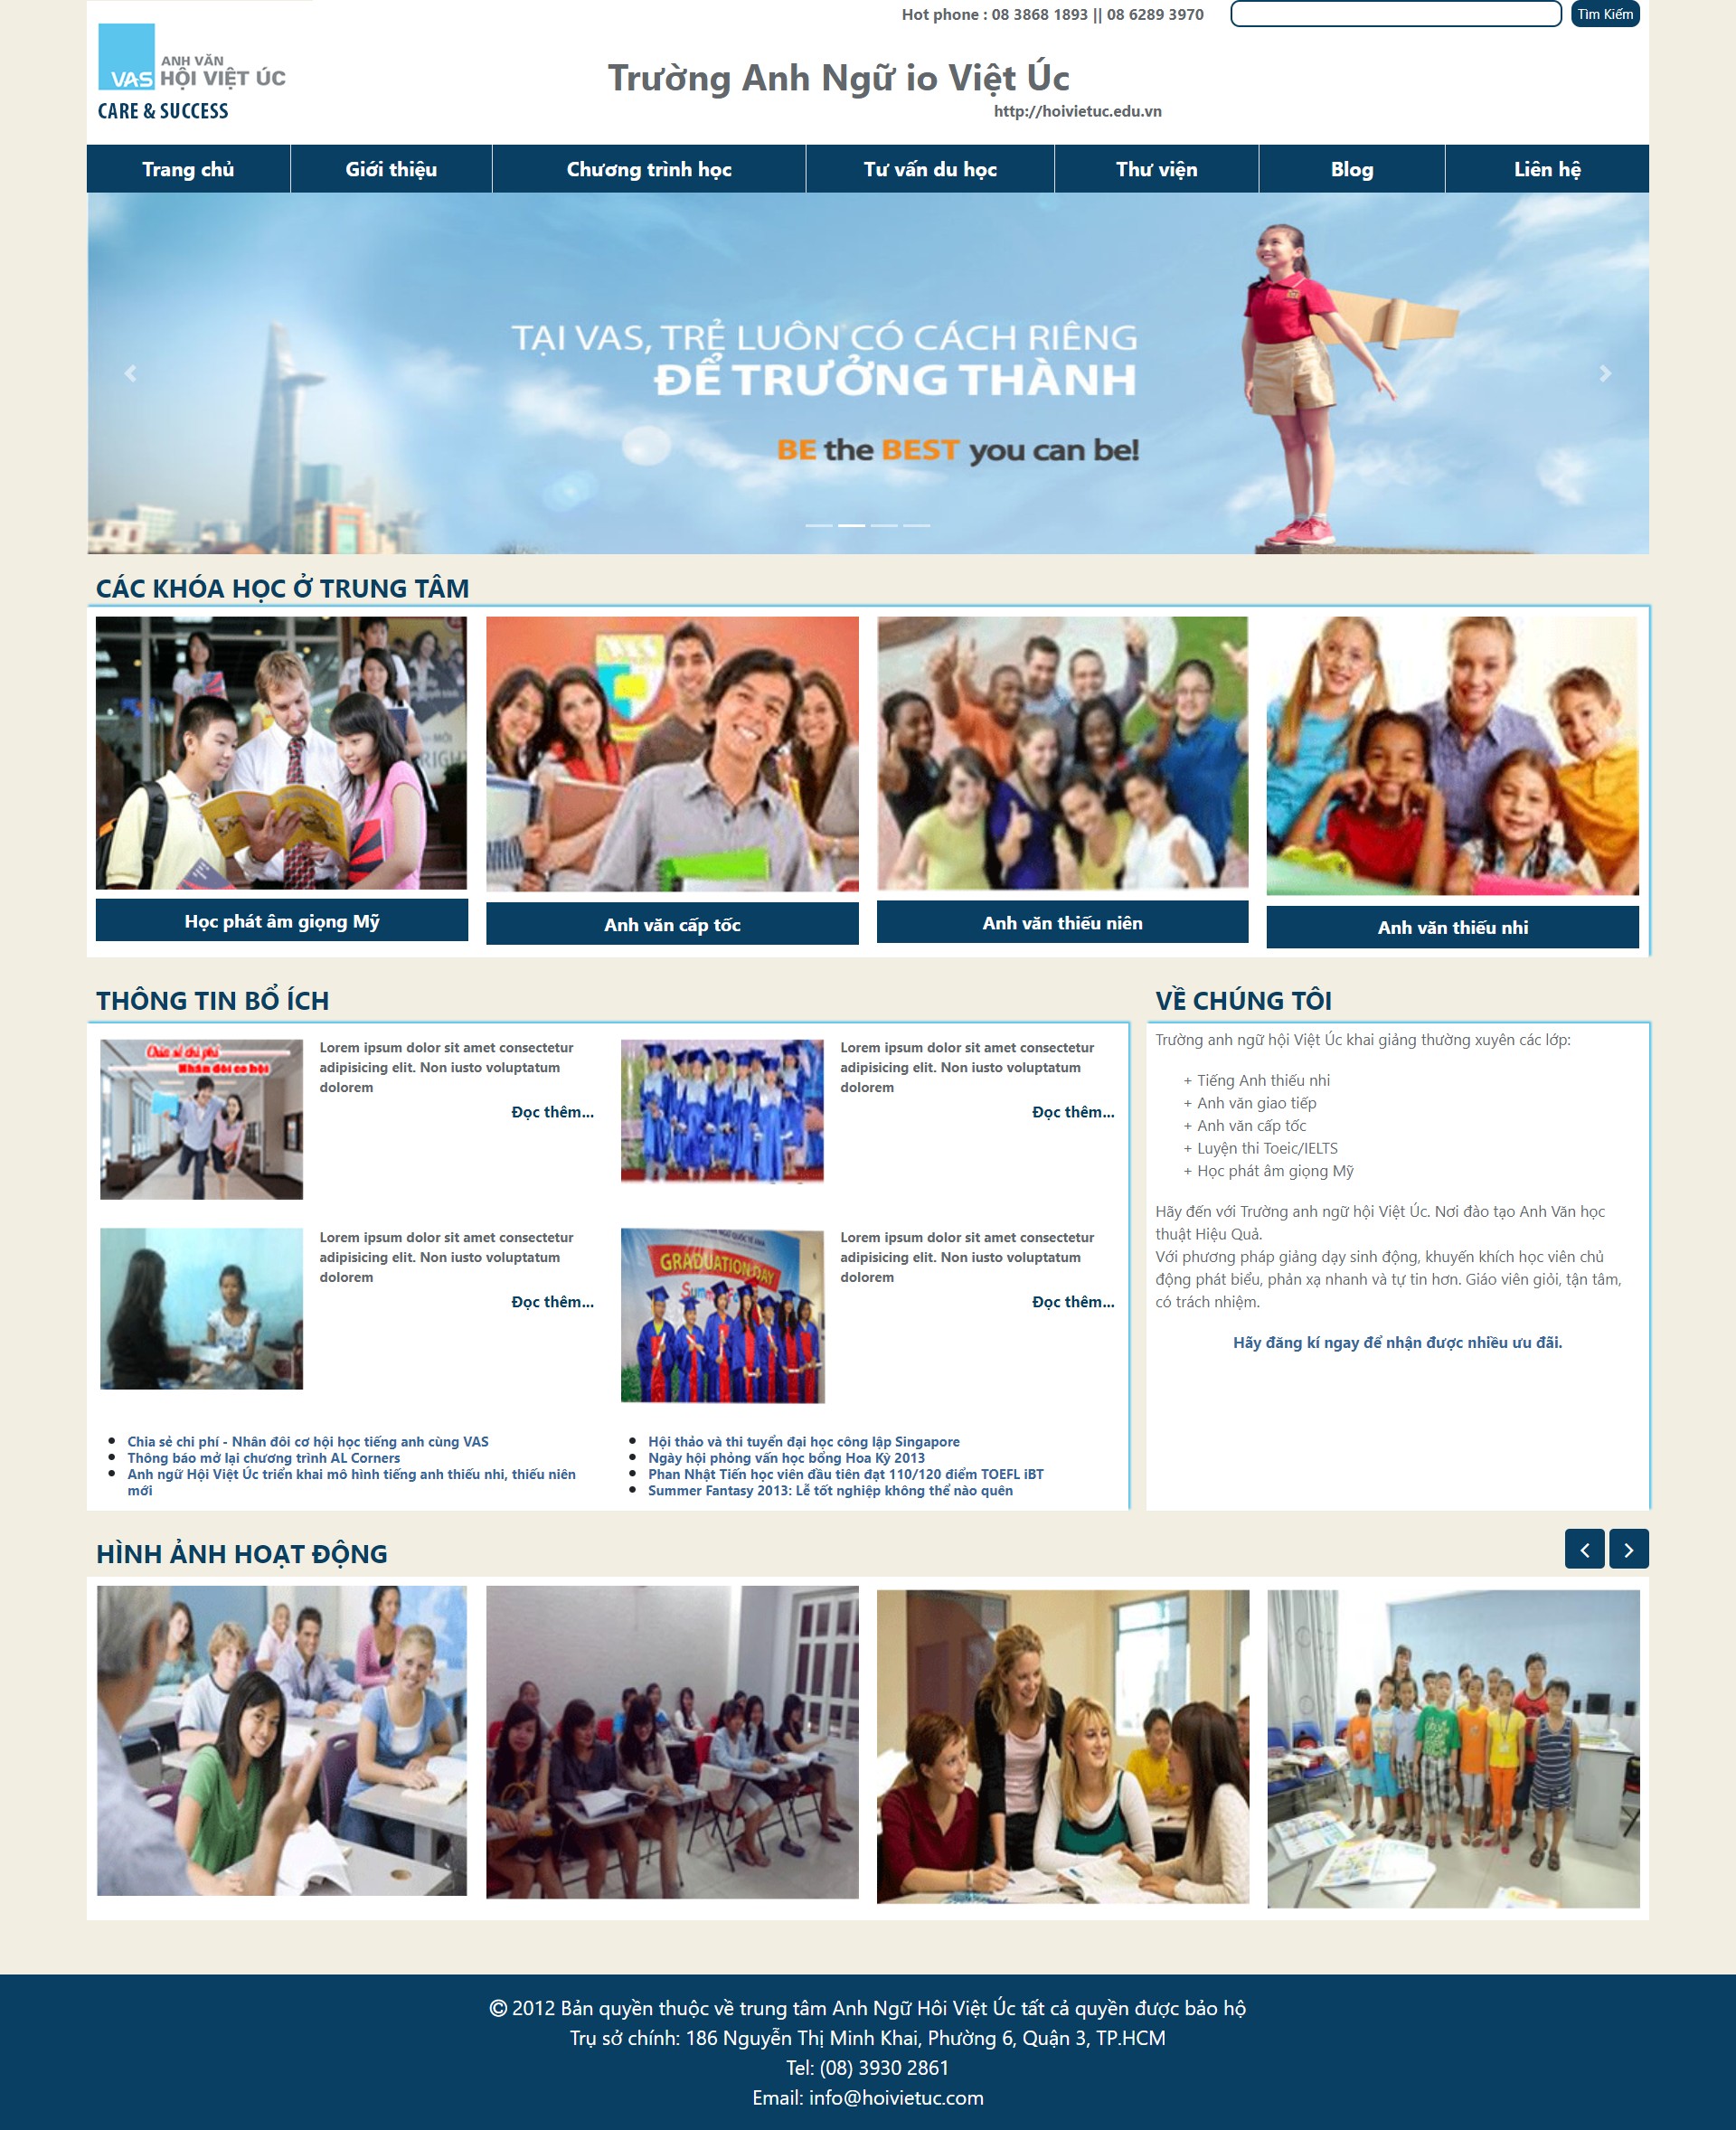 Hot phone : 08 3868 1893 || 08 6289 3970
Tìm Kiếm
VAS
ANH VĂN
HỘI VIỆT ÚC
CARE & SUCCESS
Trường Anh Ngữ io Việt Úc
http://hoivietuc.edu.vn
Trang chủ
Giới thiệu
Chương trình học
Tư vấn du học
Thư viện
Blog
Liên hệ
TẠI VAS, TRẺ LUÔN CÓ CÁCH RIÊNG
ĐỂ TRƯỞNG THÀNH
BE the BEST you can be!
CÁC KHÓA HỌC Ở TRUNG TÂM
Học phát âm giọng Mỹ
Anh văn cấp tốc
Anh văn thiếu niên
Anh văn thiếu nhi
THÔNG TIN BỔ ÍCH
Chia sẻ chi phí
Nhân đôi cơ hội
Lorem ipsum dolor sit amet consectetur
adipisicing elit. Non iusto voluptatum
dolorem
Đọc thêm...
Lorem ipsum dolor sit amet consectetur
adipisicing elit. Non iusto voluptatum
dolorem
Đọc thêm...
Lorem ipsum dolor sit amet consectetur
adipisicing elit. Non iusto voluptatum
dolorem
Đọc thêm...
GRADUATION DAY
Lorem ipsum dolor sit amet consectetur
adipisicing elit. Non iusto voluptatum
dolorem
Đọc thêm...
Chia sẻ chi phí - Nhân đôi cơ hội học tiếng anh cùng VAS
Thông báo mở lại chương trình AL Corners
Anh ngữ Hội Việt Úc triển khai mô hình tiếng anh thiếu nhi, thiếu niên
mới
Hội thảo và thi tuyển đại học công lập Singapore
Ngày hội phỏng vấn học bổng Hoa Kỳ 2013
Phan Nhật Tiến học viên đầu tiên đạt 110/120 điểm TOEFL iBT
Summer Fantasy 2013: Lễ tốt nghiệp không thể nào quên
VỀ CHÚNG TÔI
Trường anh ngữ hội Việt Úc khai giảng thường xuyên các lớp:
+ Tiếng Anh thiếu nhi
+ Anh văn giao tiếp
+ Anh văn cấp tốc
+ Luyện thi Toeic/IELTS
+ Học phát âm giọng Mỹ
Hãy đến với Trường anh ngữ hội Việt Úc. Nơi đào tạo Anh Văn học
thuật Hiệu Quả.
Với phương pháp giảng dạy sinh động, khuyến khích học viên chủ
động phát biểu, phản xạ nhanh và tự tin hơn. Giáo viên giỏi, tận tâm,
có trách nhiệm.
Hãy đăng kí ngay để nhận được nhiều ưu đãi.
HÌNH ẢNH HOẠT ĐỘNG
© 2012 Bản quyền thuộc về trung tâm Anh Ngữ Hôi Việt Úc tất cả quyền được bảo hộ
Trụ sở chính: 186 Nguyễn Thị Minh Khai, Phường 6, Quận 3, TP.HCM
Tel: (08) 3930 2861
Email: info@hoivietuc.com